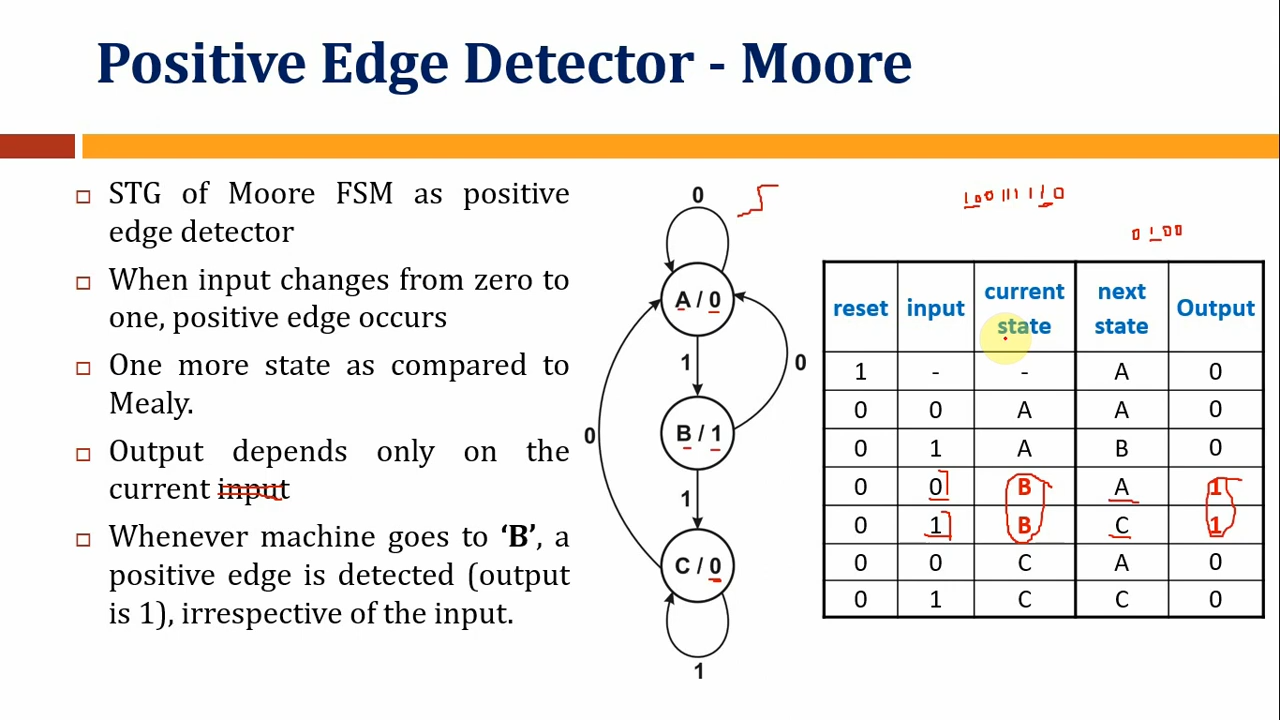 Positive Edge Detector - Moore
STG of Moore FSM as positive
edge detector
When input changes from zero to
one, positive edge occurs
One more state as compared to
Mealy.
Output depends only on the
current input
Whenever machine goes to ‘B’, a
positive edge is detected (output
is 1), irrespective of the input.
0
A / 0
1
0
B / 1
0
1
C / 0
1
100111110
0100
reset input current state next state Output
1 - - A 0
0 0 A A 0
0 1 A B 0
0 0 B A 1
0 1 B C 1
0 0 C A 0
0 1 C C 0